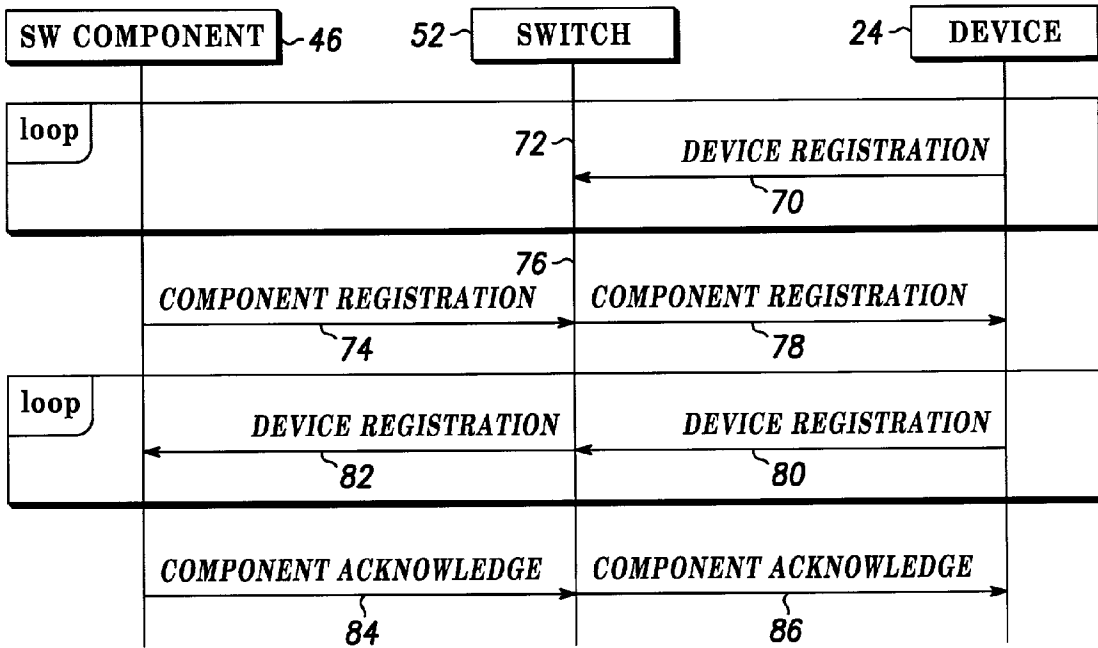 SW COMPONENT 46 52 SWITCH 24 DEVICE
loop
72 DEVICE REGISTRATION
70
76
COMPONENT REGISTRATION COMPONENT REGISTRATION
74 78
loop
DEVICE REGISTRATION DEVICE REGISTRATION
82 80
COMPONENT ACKNOWLEDGE COMPONENT ACKNOWLEDGE
84 86